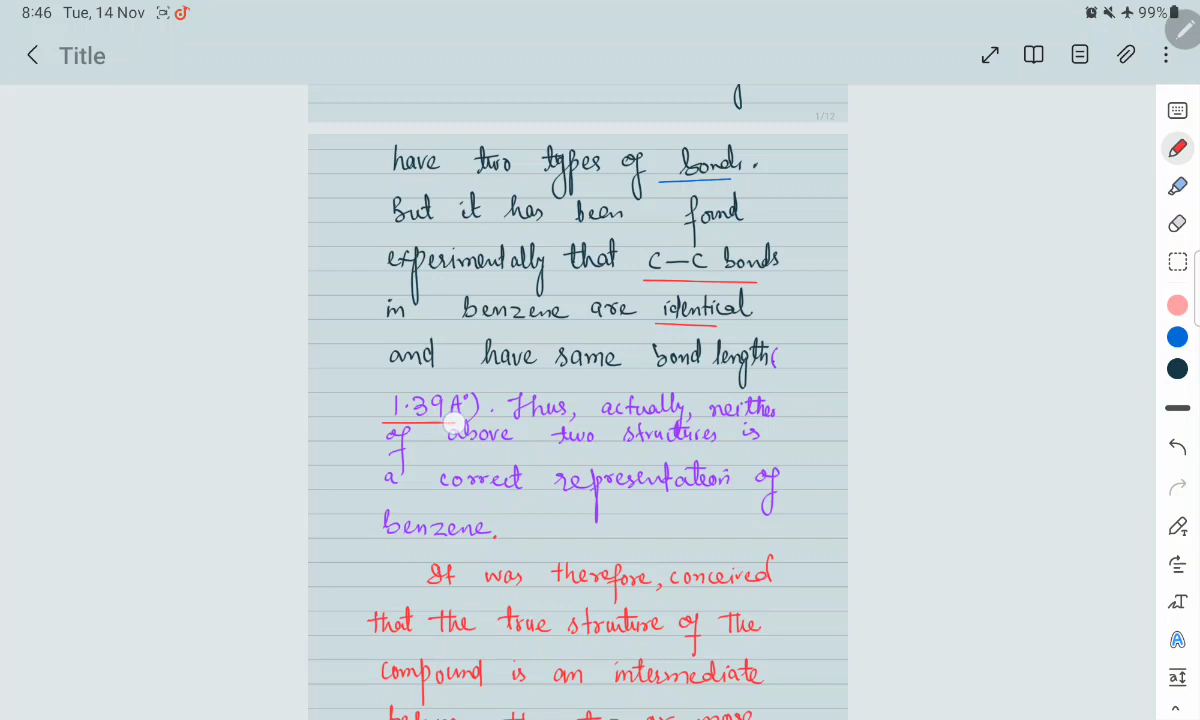 8:46 Tue, 14 Nov 99%
Title
1/12
have two types of bonds.
But it has been found
experimentally that C-C bonds
in benzene are identical
and have same bond length(
1.39A°). Thus, actually, neither
of above two structures is
a correct representation of
benzene.
It was therefore, conceived
that the true structure of the
compound is an intermediate